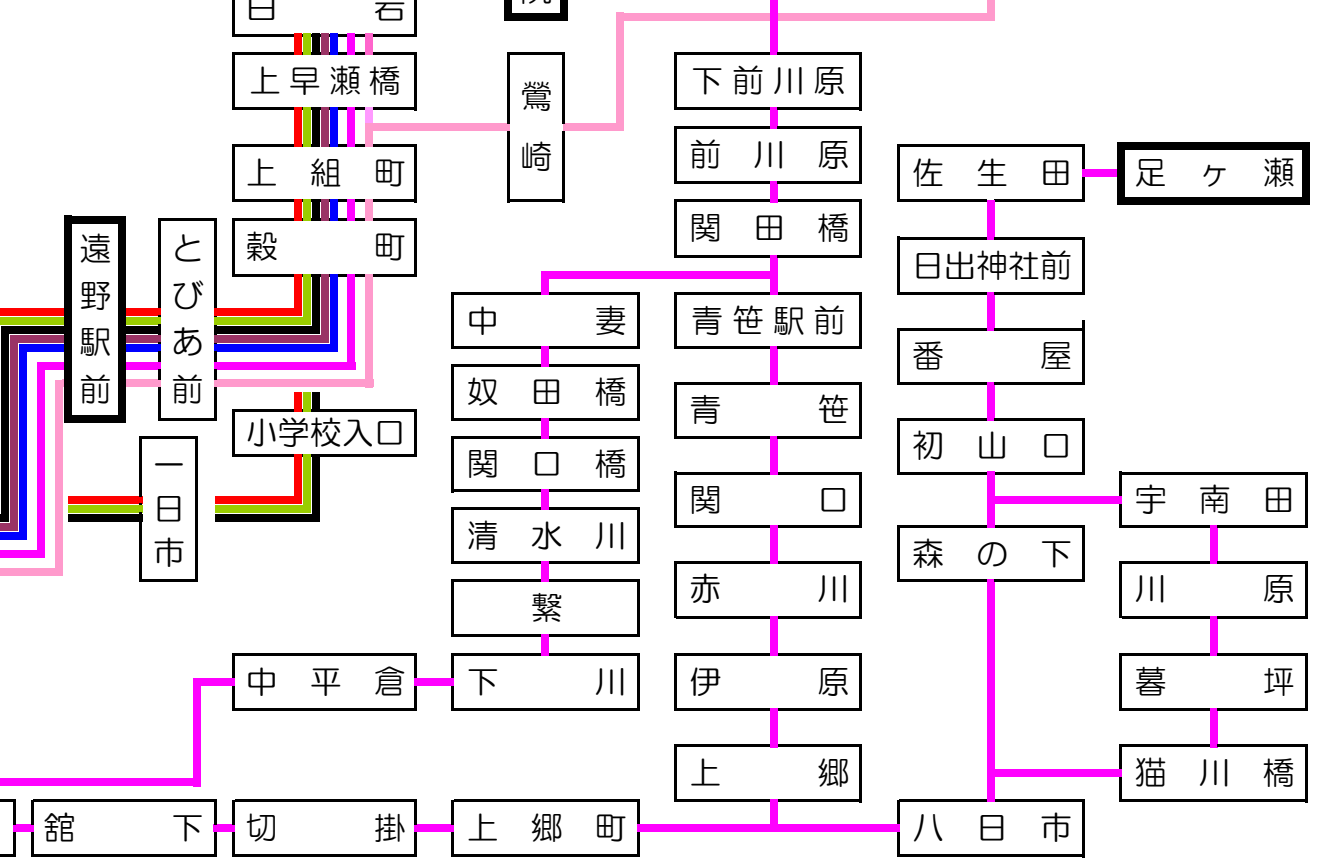 上早瀬橋
上組町
穀町
遠野駅前
とぴあ前
小学校入口
一日市
中平倉
舘下
切掛
鶯崎
中妻
奴田橋
関口橋
清水川
繋
下川
上郷町
下前川原
前川原
関田橋
青笹駅前
青笹
関口
赤川
伊原
上郷
佐生田
足ヶ瀬
日出神社前
番屋
初山口
森の下
八日市
宇南田
川原
暮坪
猫川橋